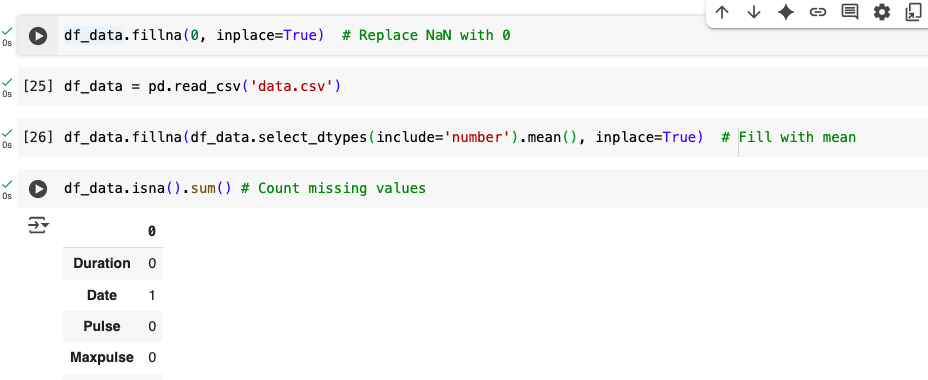 0s
df_data.fillna(0, inplace=True)  # Replace NaN with 0
0s
[25] df_data = pd.read_csv('data.csv')
0s
[26] df_data.fillna(df_data.select_dtypes(include='number').mean(), inplace=True)  # Fill with mean
0s
df_data.isna().sum() # Count missing values
0
Duration 0
Date 1
Pulse 0
Maxpulse 0